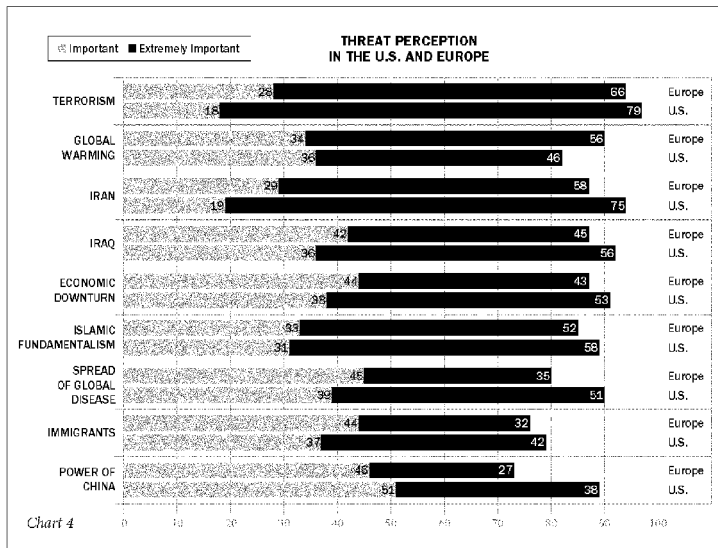 THREAT PERCEPTION
IN THE U.S. AND EUROPE
Important Extremely Important
TERRORISM
28 66 Europe
18 79 U.S.
GLOBAL
WARMING
34 56 Europe
36 46 U.S.
IRAN
29 58 Europe
19 75 U.S.
IRAQ
42 45 Europe
36 56 U.S.
ECONOMIC
DOWNTURN
44 43 Europe
38 53 U.S.
ISLAMIC
FUNDAMENTALISM
33 52 Europe
31 58 U.S.
SPREAD
OF GLOBAL
DISEASE
45 35 Europe
39 51 U.S.
IMMIGRANTS
44 32 Europe
37 42 U.S.
POWER OF
CHINA
46 27 Europe
51 38 U.S.
Chart 4
0 10 20 30 40 50 60 70 80 90 100